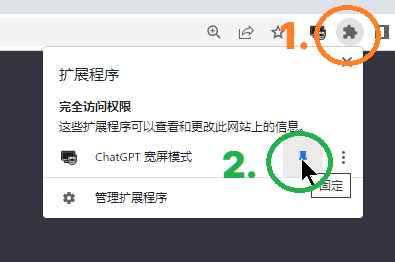 1.
扩展程序
完全访问权限
这些扩展程序可以查看和更改此网站上的信息。
ChatGPT 宽屏模式
2.
固定
管理扩展程序